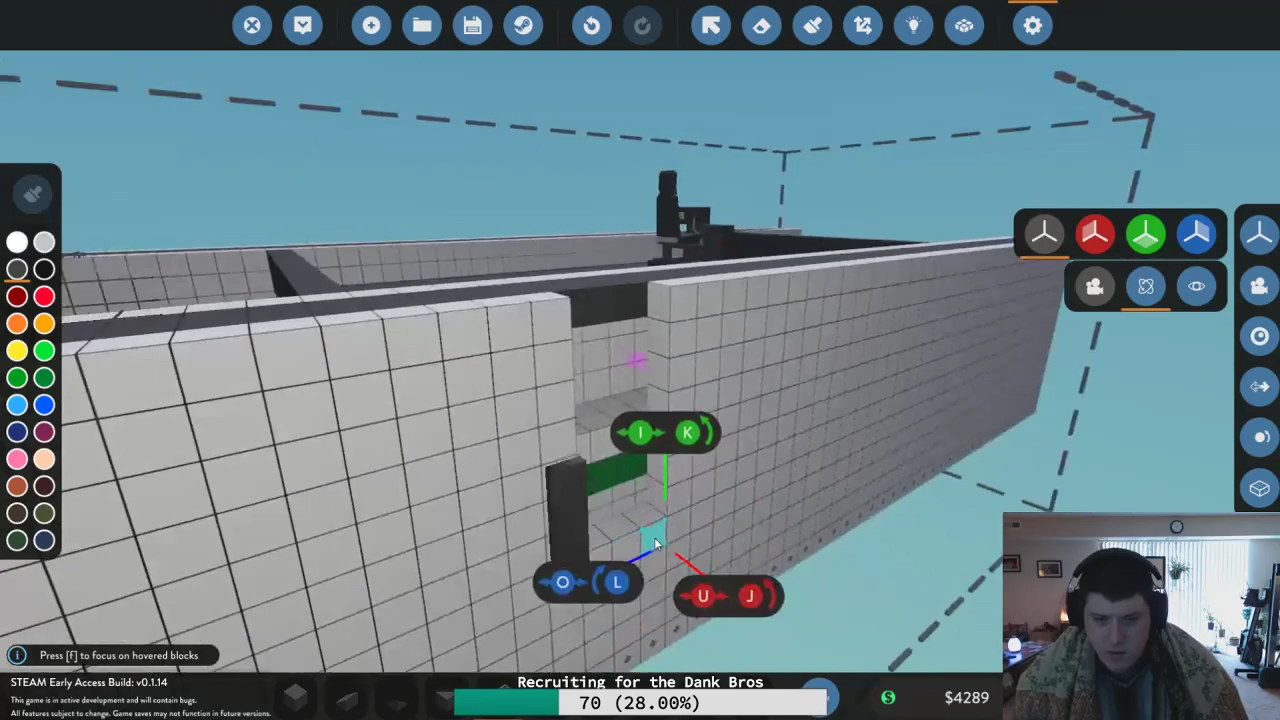 I K
O L
U J
Press [f] to focus on hovered blocks
STEAM Early Access Build: v0.1.14
This game is in active development and will contain bugs.
All features subject to change. Game saves may not function in future versions.
Recruiting for the Dank Bros
70 (28.00%)
$ $4289